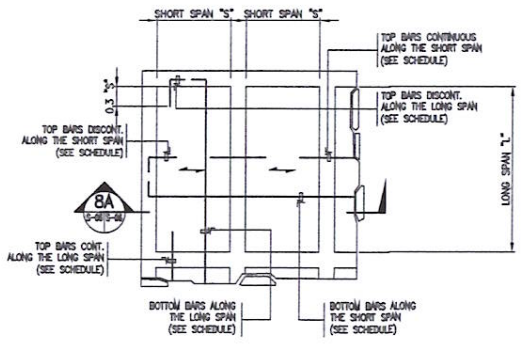 SHORT SPAN "S"
SHORT SPAN "S"
TOP BARS CONTINUOUS
ALONG THE SHORT SPAN
(SEE SCHEDULE)
0.3 "S"
TOP BARS DISCONT.
ALONG THE LONG SPAN
(SEE SCHEDULE)
TOP BARS DISCONT.
ALONG THE SHORT SPAN
(SEE SCHEDULE)
LONG SPAN "L"
8A
TOP BARS CONT.
ALONG THE LONG SPAN
(SEE SCHEDULE)
BOTTOM BARS ALONG
THE LONG SPAN
(SEE SCHEDULE)
BOTTOM BARS ALONG
THE SHORT SPAN
(SEE SCHEDULE)